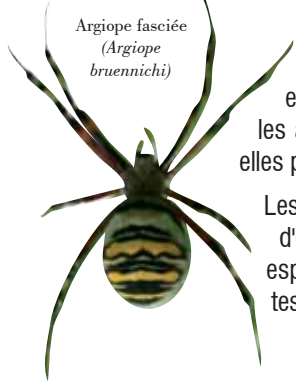 Argiope fasciée
(Argiope
bruennichi)
e
les a
elles p
Les
d'
esp
tes